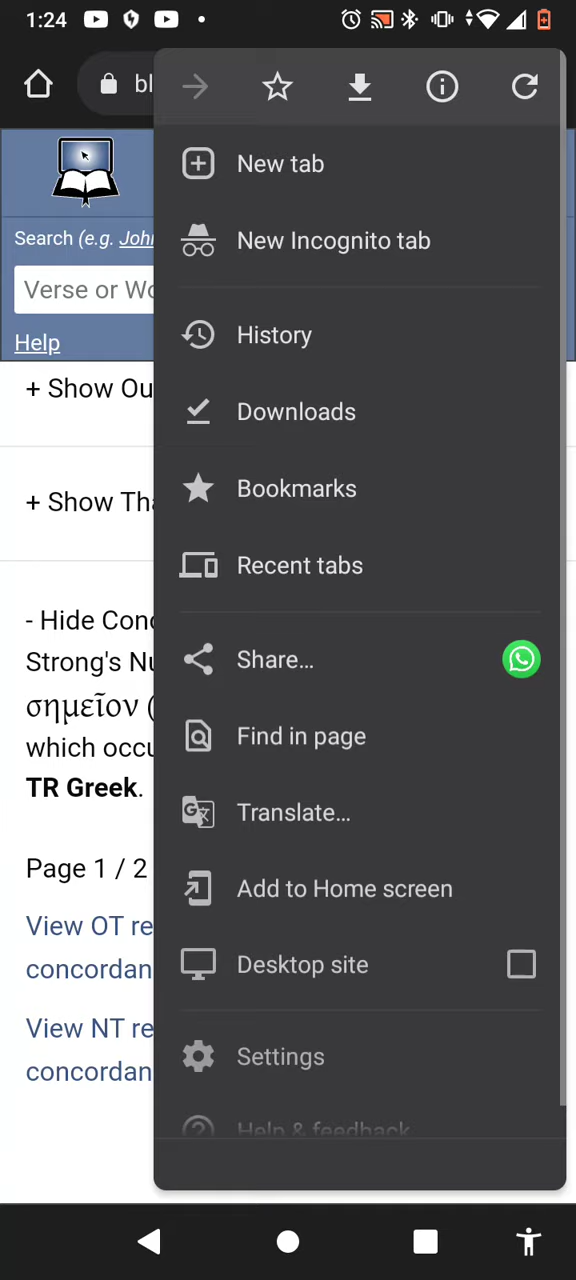 1:24
bl
New tab
New Incognito tab
Search (e.g. John
Verse or Wo
Help
History
+ Show Ou
Downloads
Bookmarks
+ Show Tha
Recent tabs
- Hide Conc
Share...
Strong's Nu
σημεῖον (
Find in page
which occu
TR Greek.
Translate...
Page 1 / 2
Add to Home screen
View OT re
concordan
Desktop site
View NT re
concordan
Settings
Help & feedback